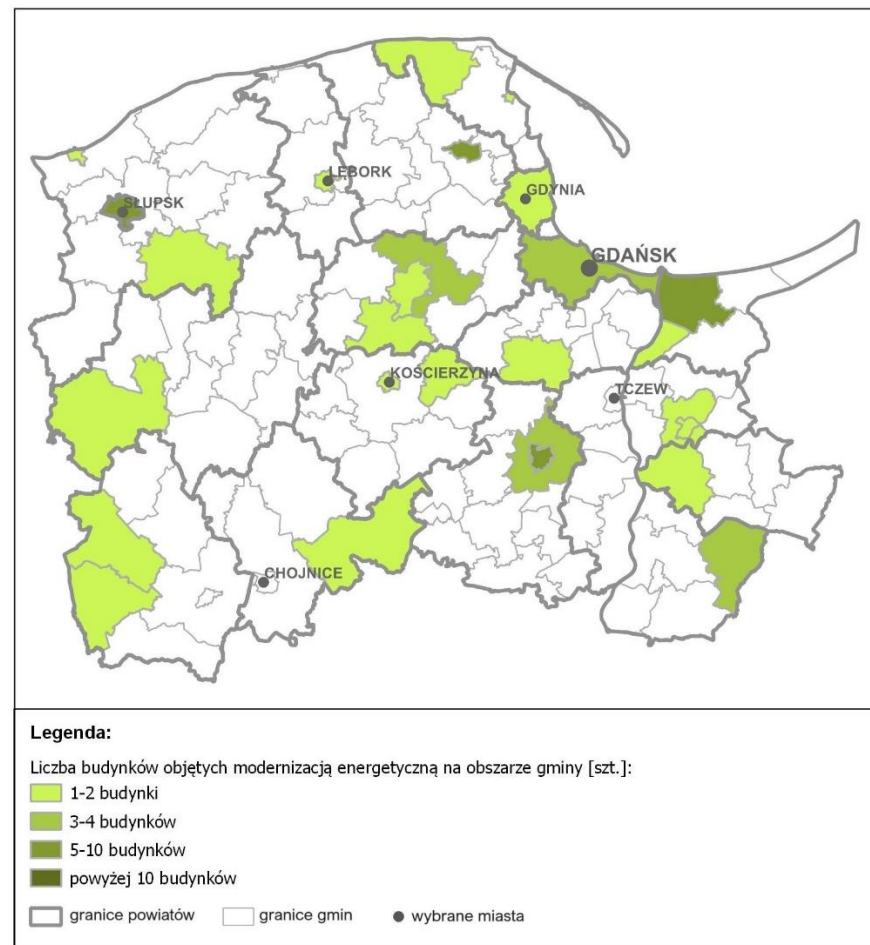 LĘBORK
GDYNIA
SŁUPSK
GDAŃSK
KOŚCIERZYNA
TCZEW
CHOJNICE
Legenda:
Liczba budynków objętych modernizacją energetyczną na obszarze gminy [szt.]:
1-2 budynki
3-4 budynków
5-10 budynków
powyżej 10 budynków
granice powiatów granice gmin wybrane miasta